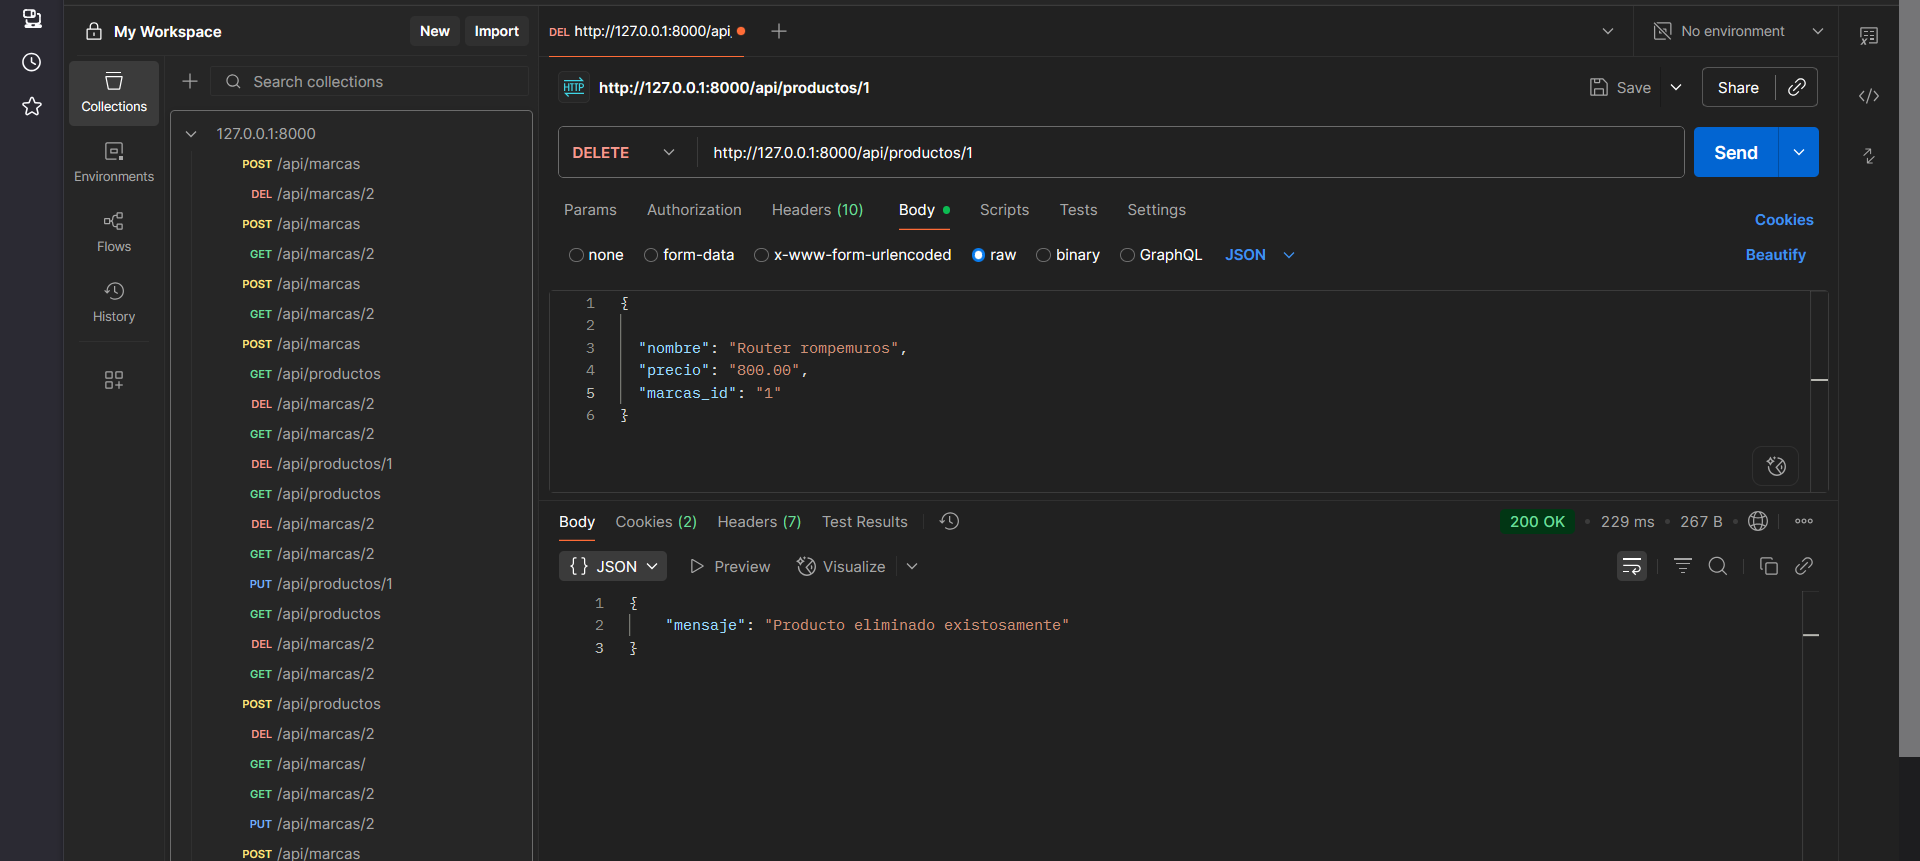 My Workspace
New
Import
DEL http://127.0.0.1:8000/api
No environment
Collections
Environments
Flows
History
Search collections
127.0.0.1:8000
POST /api/marcas
DEL /api/marcas/2
POST /api/marcas
GET /api/marcas/2
POST /api/marcas
GET /api/marcas/2
POST /api/marcas
GET /api/productos
DEL /api/marcas/2
GET /api/marcas/2
DEL /api/productos/1
GET /api/productos
DEL /api/marcas/2
GET /api/marcas/2
PUT /api/productos/1
GET /api/productos
DEL /api/marcas/2
GET /api/marcas/2
POST /api/productos
DEL /api/marcas/2
GET /api/marcas/
GET /api/marcas/2
PUT /api/marcas/2
POST /api/marcas
HTTP http://127.0.0.1:8000/api/productos/1
Save
Share
DELETE http://127.0.0.1:8000/api/productos/1
Send
Params Authorization Headers (10) Body Scripts Tests Settings
Cookies
none form-data x-www-form-urlencoded raw binary GraphQL JSON
Beautify
1 {
2
3 "nombre": "Router rompemuros",
4 "precio": "800.00",
5 "marcas_id": "1"
6 }
Body Cookies (2) Headers (7) Test Results
200 OK • 229 ms • 267 B
{} JSON Preview Visualize
1 {
2 "mensaje": "Producto eliminado existosamente"
3 }